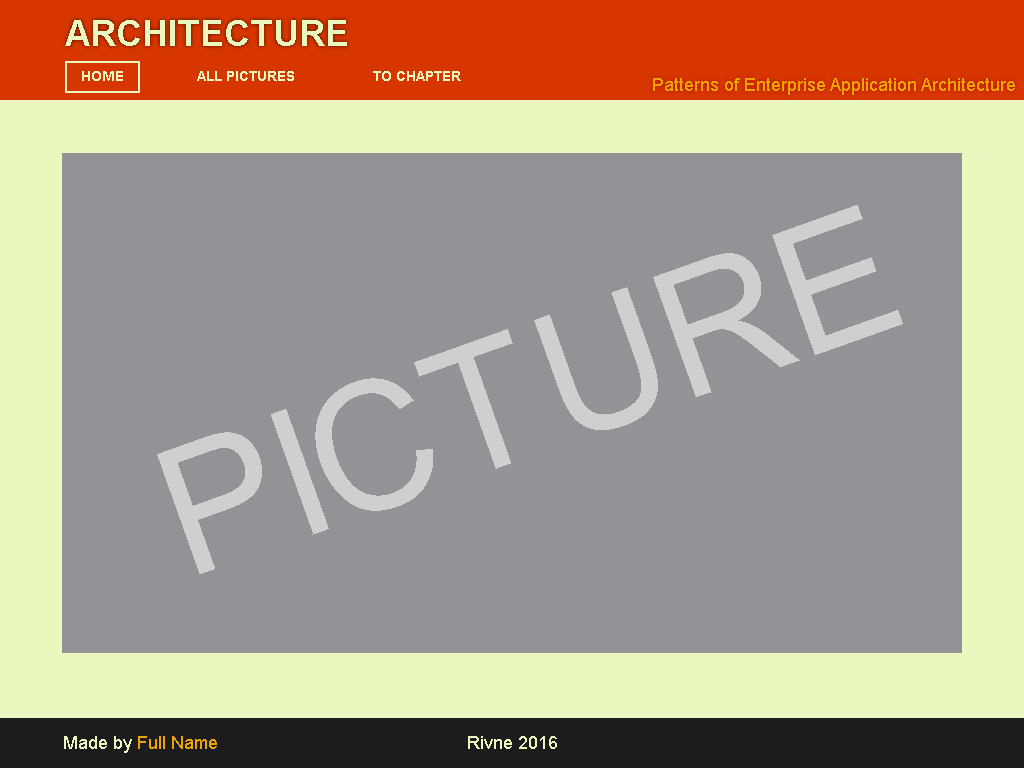 ARCHITECTURE
HOME ALL PICTURES TO CHAPTER
Patterns of Enterprise Application Architecture
PICTURE
Made by Full Name Rivne 2016